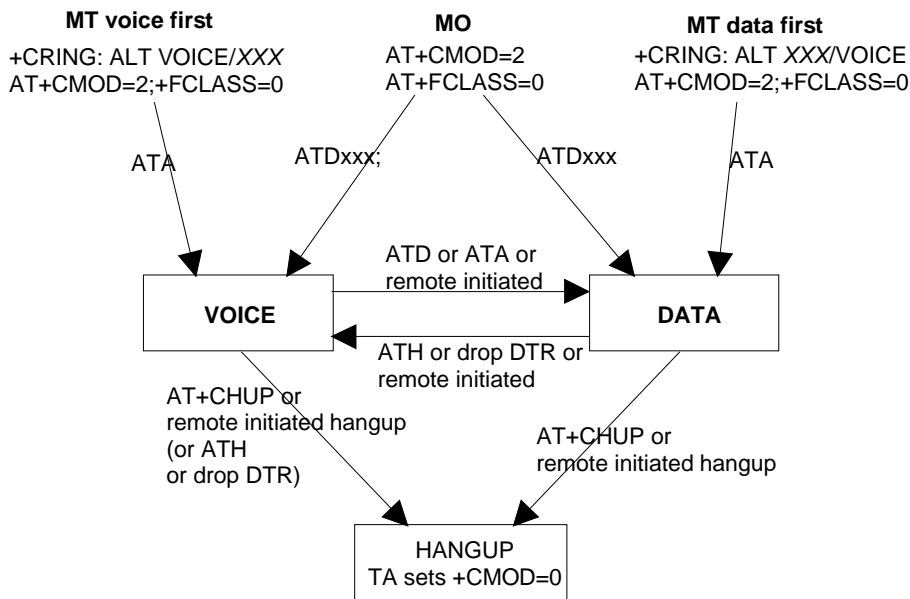 MT voice first
+CRING: ALT VOICE/XXX
AT+CMOD=2;+FCLASS=0
MO
AT+CMOD=2
AT+FCLASS=0
MT data first
+CRING: ALT XXX/VOICE
AT+CMOD=2;+FCLASS=0
ATA
ATDxxx;
ATDxxx
ATA
ATD or ATA or
remote initiated
VOICE
DATA
ATH or drop DTR or
remote initiated
AT+CHUP or
remote initiated hangup
(or ATH
or drop DTR)
AT+CHUP or
remote initiated hangup
HANGUP
TA sets +CMOD=0